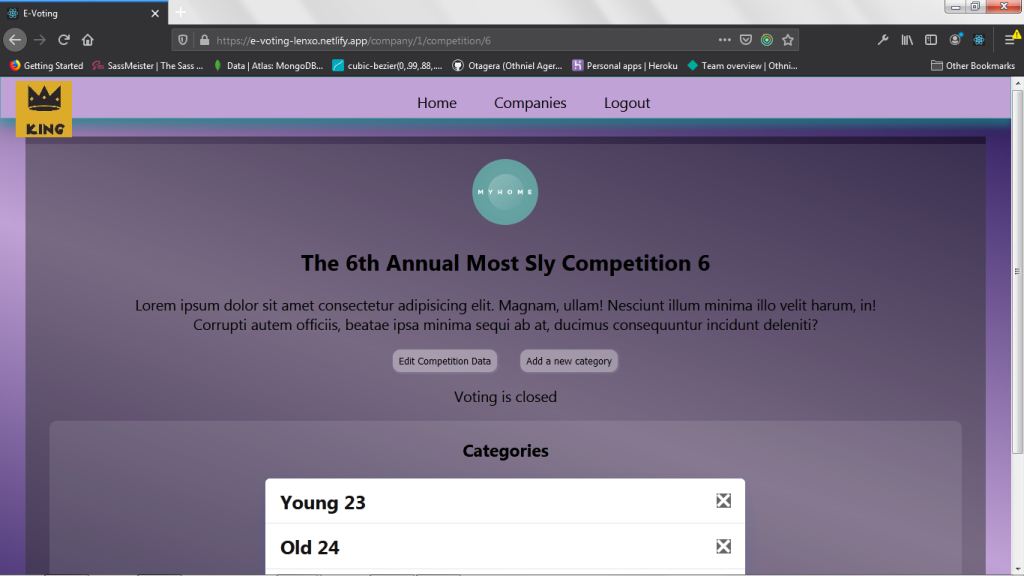 E-Voting
https://e-voting-lenxo.netlify.app/company/1/competition/6
Getting Started
SassMeister | The Sass ...
Data | Atlas: MongoDB...
cubic-bezier(0,.99,.88,....
Otagera (Othniel Ager...
Personal apps | Heroku
Team overview | Othni...
Other Bookmarks
KING
Home
Companies
Logout
MYHOME
The 6th Annual Most Sly Competition 6
Lorem ipsum dolor sit amet consectetur adipisicing elit. Magnam, ullam! Nesciunt illum minima illo velit harum, in!
Corrupti autem officiis, beatae ipsa minima sequi ab at, ducimus consequuntur incidunt deleniti?
Edit Competition Data
Add a new category
Voting is closed
Categories
Young 23
Old 24